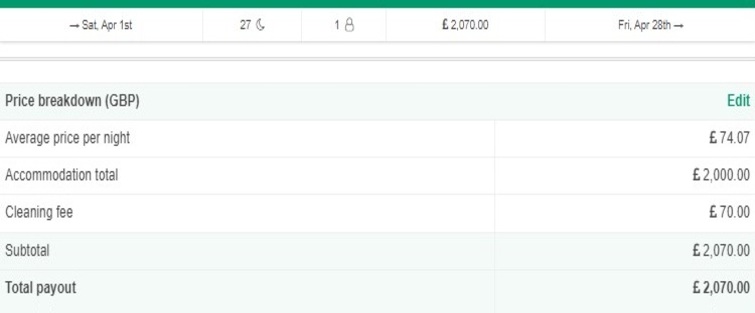 → Sat, Apr 1st 27 1 £2,070.00 Fri, Apr 28th →
Price breakdown (GBP) Edit
Average price per night £74.07
Accommodation total £2,000.00
Cleaning fee £70.00
Subtotal £2,070.00
Total payout £2,070.00